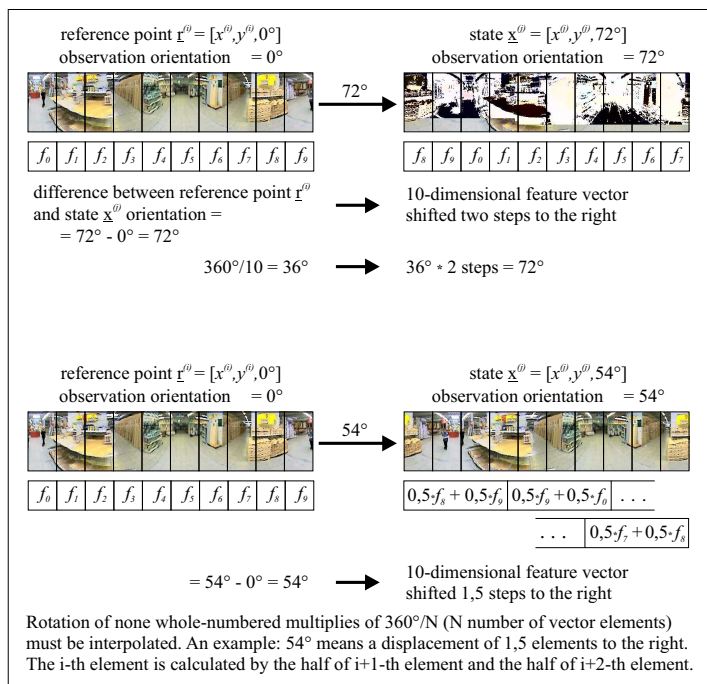 reference point r⁽ⁱ⁾ = [x⁽ⁱ⁾,y⁽ⁱ⁾,0°]
observation orientation = 0°
state x⁽ʲ⁾ = [x⁽ʲ⁾,y⁽ʲ⁾,72°]
observation orientation = 72°
72°
f₀ f₁ f₂ f₃ f₄ f₅ f₆ f₇ f₈ f₉
f₈ f₉ f₀ f₁ f₂ f₃ f₄ f₅ f₆ f₇
difference between reference point r⁽ⁱ⁾
and state x⁽ʲ⁾ orientation =
= 72° - 0° = 72°
10-dimensional feature vector
shifted two steps to the right
360°/10 = 36°
36° * 2 steps = 72°
reference point r⁽ⁱ⁾ = [x⁽ⁱ⁾,y⁽ⁱ⁾,0°]
observation orientation = 0°
state x⁽ʲ⁾ = [x⁽ʲ⁾,y⁽ʲ⁾,54°]
observation orientation = 54°
54°
f₀ f₁ f₂ f₃ f₄ f₅ f₆ f₇ f₈ f₉
0,5*f₈ + 0,5*f₉ 0,5*f₉ + 0,5*f₀ . . .
. . . 0,5*f₇ + 0,5*f₈
= 54° - 0° = 54°
10-dimensional feature vector
shifted 1,5 steps to the right
Rotation of none whole-numbered multiplies of 360°/N (N number of vector elements)
must be interpolated. An example: 54° means a displacement of 1,5 elements to the right.
The i-th element is calculated by the half of i+1-th element and the half of i+2-th element.